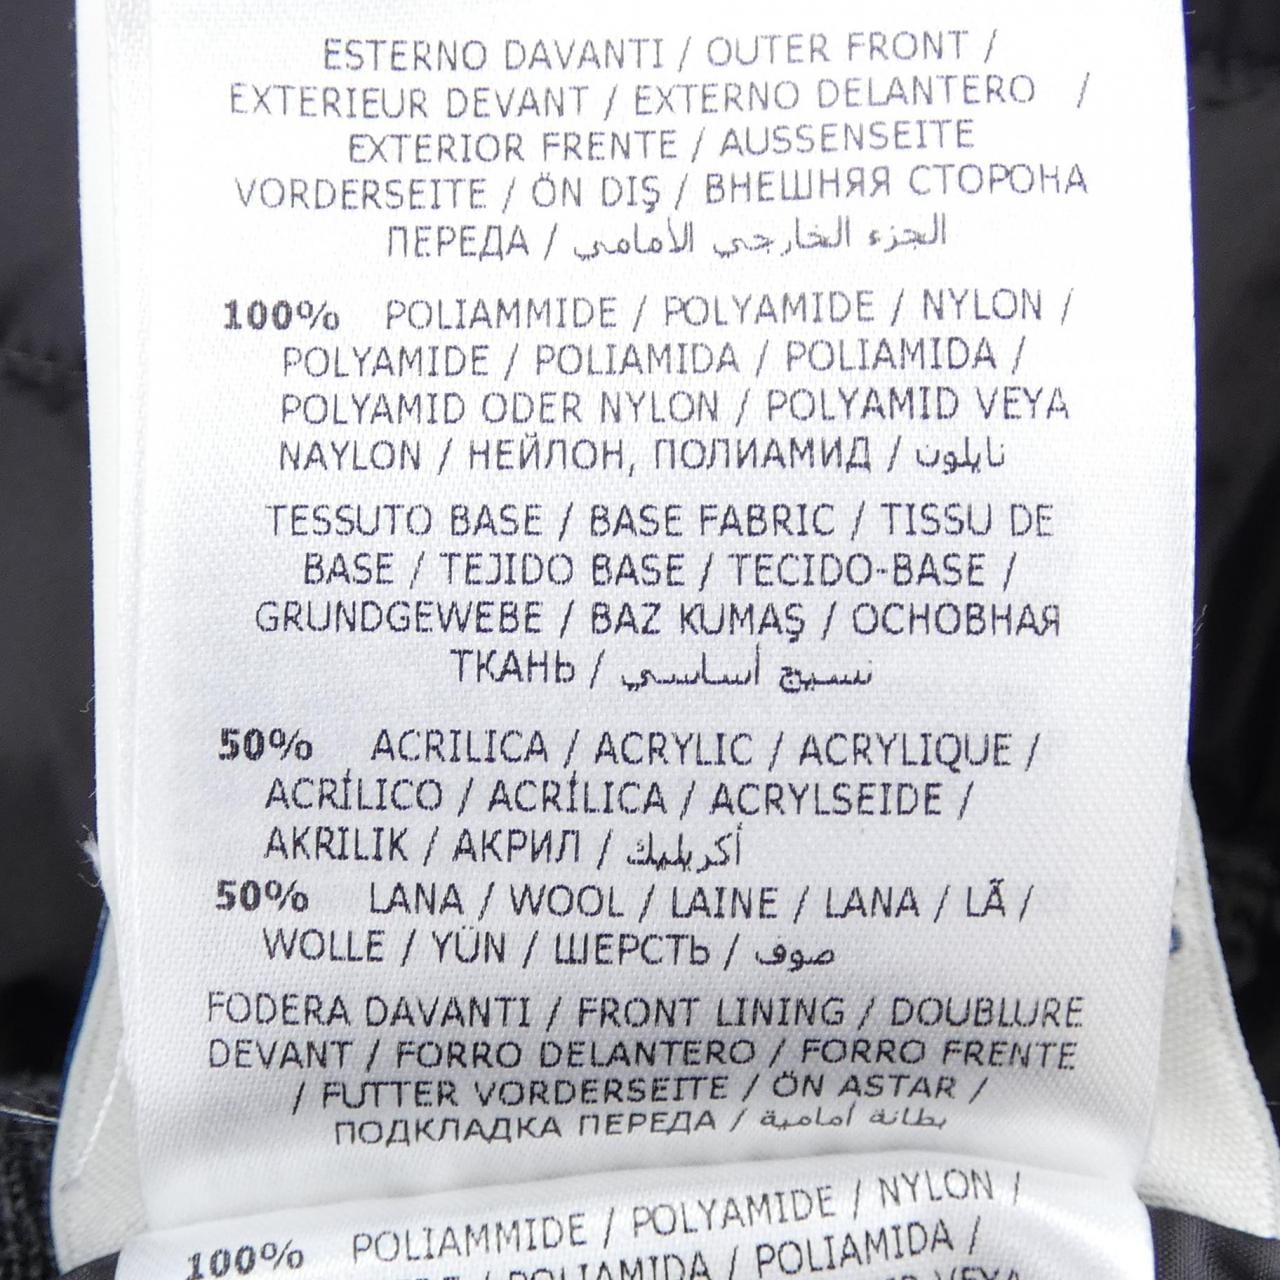 ESTERNO DAVANTI / OUTER FRONT /
EXTERIEUR DEVANT / EXTERNO DELANTERO /
EXTERIOR FRENTE / AUSSENSEITE
VORDERSEITE / ÖN DIŞ / ВНЕШНЯЯ СТОРОНА
ПЕРЕДА / الجزء الخارجي الأمامي
100% POLIAMMIDE / POLYAMIDE / NYLON /
POLYAMIDE / POLIAMIDA / POLIAMIDA /
POLYAMID ODER NYLON / POLYAMID VEYA
NAYLON / НЕЙЛОН, ПОЛИАМИД / نايلون
TESSUTO BASE / BASE FABRIC / TISSU DE
BASE / TEJIDO BASE / TECIDO-BASE /
GRUNDGEWEBE / BAZ KUMAŞ / ОСНОВНАЯ
ТКАНЬ / نسيج أساسي
50% ACRILICA / ACRYLIC / ACRYLIQUE /
ACRÍLICO / ACRÍLICA / ACRYLSEIDE /
AKRILIK / АКРИЛ / أكريليك
50% LANA / WOOL / LAINE / LANA / LÃ /
WOLLE / YÜN / ШЕРСТЬ / صوف
FODERA DAVANTI / FRONT LINING / DOUBLURE
DEVANT / FORRO DELANTERO / FORRO FRENTE
/ FUTTER VORDERSEITE / ÖN ASTAR /
ПОДКЛАДКА ПЕРЕДА / بطانة أمامية
100% POLIAMMIDE / POLYAMIDE / NYLON /
POLIAMIDA / POLIAMIDA /